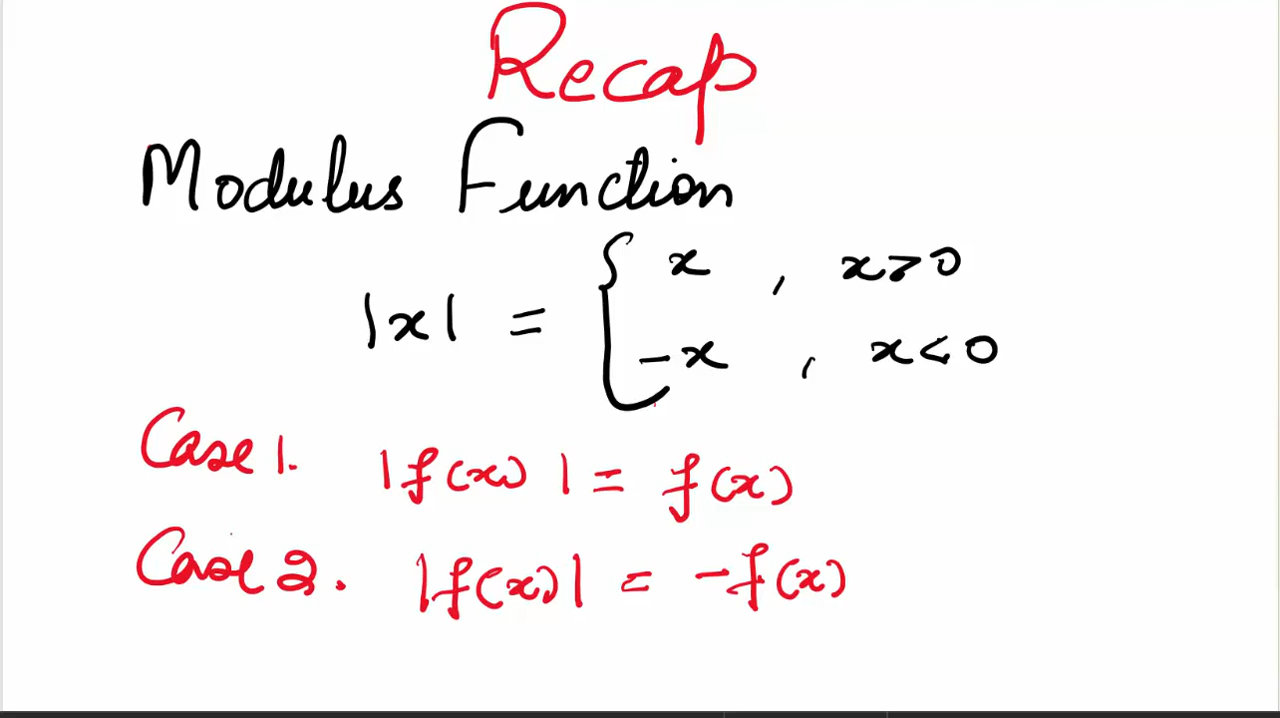 Recap
Modulus Function
|x| = { x , x>0
-x , x<0
Case 1. |f(x)| = f(x)
Case 2. |f(x)| = -f(x)